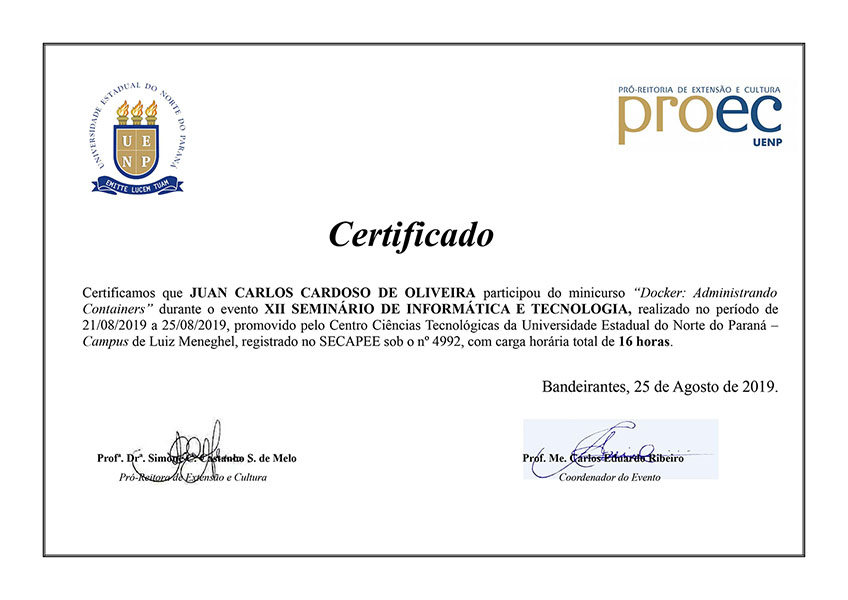 UNIVERSIDADE ESTADUAL DO NORTE DO PARANÁ
U E
N P
EMITTE LUCEM TUAM
PRÓ-REITORIA DE EXTENSÃO E CULTURA
proec
UENP
Certificado
Certificamos que JUAN CARLOS CARDOSO DE OLIVEIRA participou do minicurso “Docker: Administrando
Containers” durante o evento XII SEMINÁRIO DE INFORMÁTICA E TECNOLOGIA, realizado no período de
21/08/2019 a 25/08/2019, promovido pelo Centro Ciências Tecnológicas da Universidade Estadual do Norte do Paraná –
Campus de Luiz Meneghel, registrado no SECAPEE sob o nº 4992, com carga horária total de 16 horas.
Bandeirantes, 25 de Agosto de 2019.
Profª. Drª. Simone C. Castanho S. de Melo
Pró-Reitora de Extensão e Cultura
Prof. Me. Carlos Eduardo Ribeiro
Coordenador do Evento